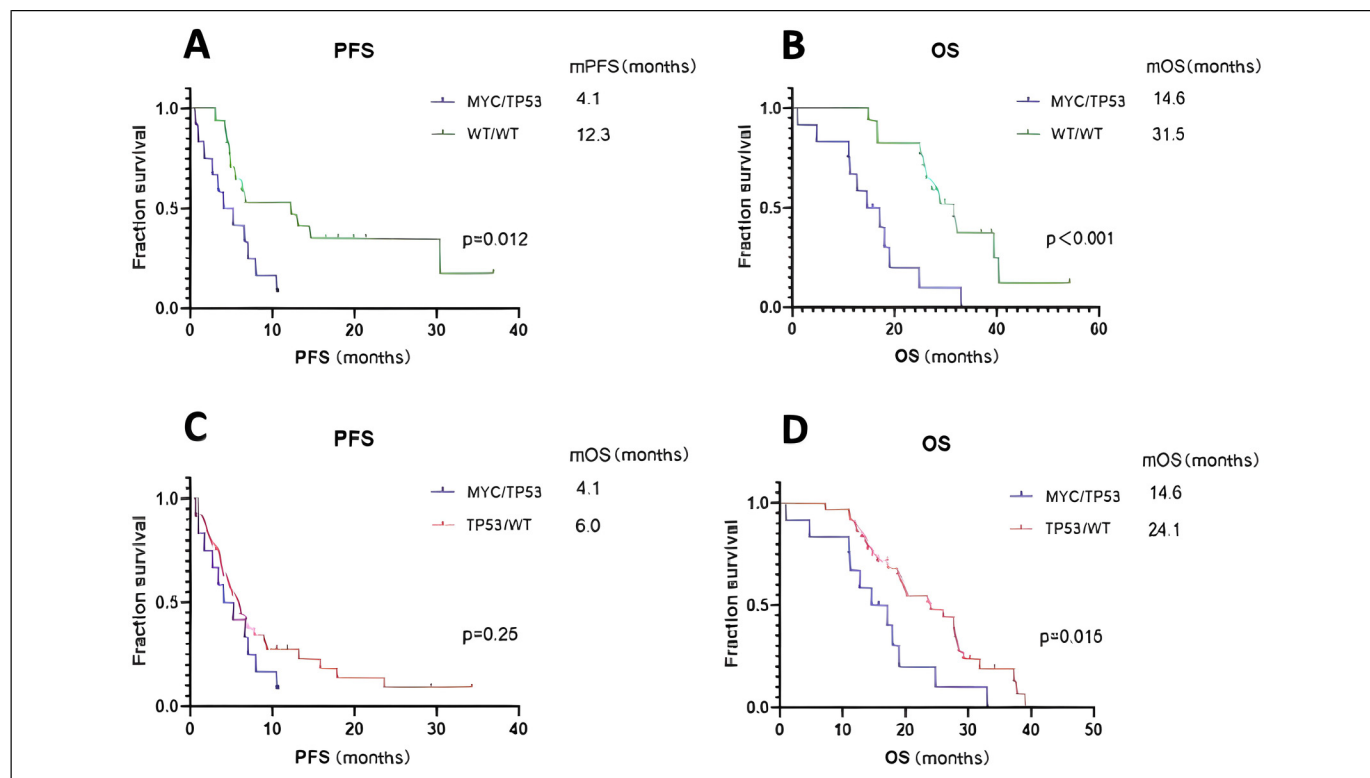 A
PFS
mPFS (months)
MYC/TP53 4.1
WT/WT 12.3
1.0
0.5
0.0
Fraction survival
p=0.012
0 10 20 30 40
PFS (months)
B
OS
mOS (months)
MYC/TP53 14.6
WT/WT 31.5
1.0
0.5
0.0
Fraction survival
p<0.001
0 20 40 60
OS (months)
C
PFS
mOS (months)
MYC/TP53 4.1
TP53/WT 6.0
1.0
0.5
0.0
Fraction survival
p=0.25
0 10 20 30 40
PFS (months)
D
OS
mOS (months)
MYC/TP53 14.6
TP53/WT 24.1
1.0
0.5
0.0
Fraction survival
p=0.015
0 10 20 30 40 50
OS (months)